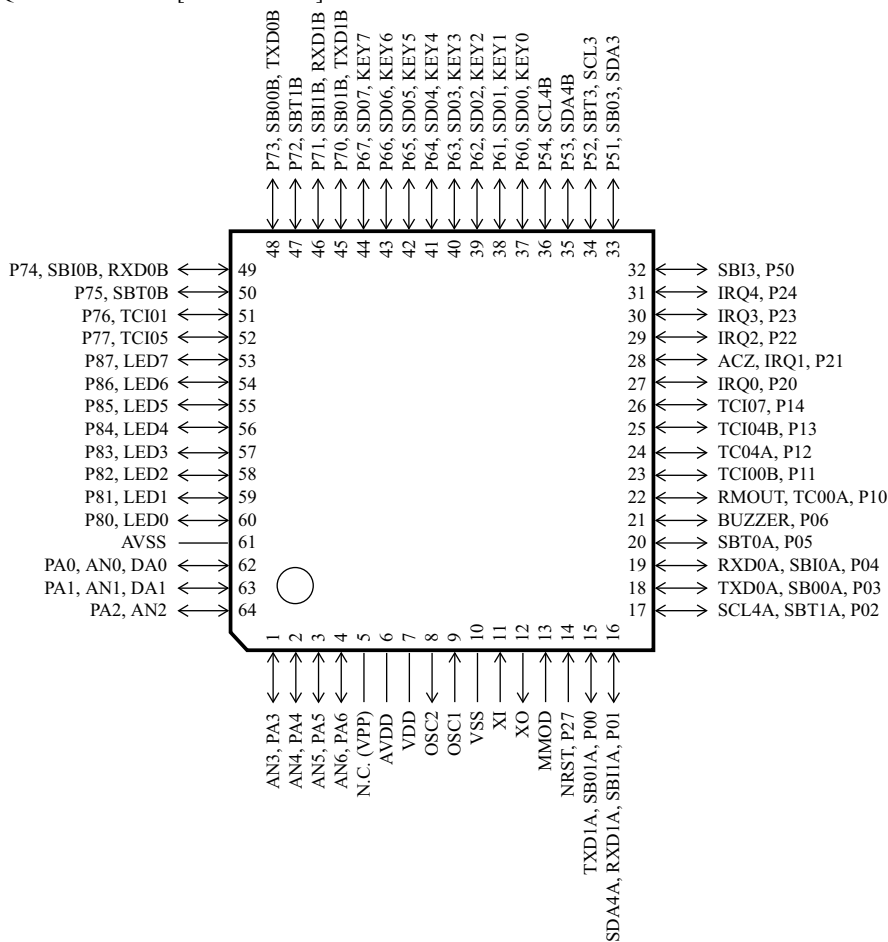 P73, SB00B, TXD0B
P72, SBT1B
P71, SBI1B, RXD1B
P70, SB01B, TXD1B
P67, SD07, KEY7
P66, SD06, KEY6
P65, SD05, KEY5
P64, SD04, KEY4
P63, SD03, KEY3
P62, SD02, KEY2
P61, SD01, KEY1
P60, SD00, KEY0
P54, SCL4B
P53, SDA4B
P52, SBT3, SCL3
P51, SB03, SDA3
48 47 46 45 44 43 42 41 40 39 38 37 36 35 34 33
P74, SBI0B, RXD0B 49
P75, SBT0B 50
P76, TCI01 51
P77, TCI05 52
P87, LED7 53
P86, LED6 54
P85, LED5 55
P84, LED4 56
P83, LED3 57
P82, LED2 58
P81, LED1 59
P80, LED0 60
AVSS 61
PA0, AN0, DA0 62
PA1, AN1, DA1 63
PA2, AN2 64
32 SBI3, P50
31 IRQ4, P24
30 IRQ3, P23
29 IRQ2, P22
28 ACZ, IRQ1, P21
27 IRQ0, P20
26 TCI07, P14
25 TCI04B, P13
24 TC04A, P12
23 TCI00B, P11
22 RMOUT, TC00A, P10
21 BUZZER, P06
20 SBT0A, P05
19 RXD0A, SBI0A, P04
18 TXD0A, SB00A, P03
17 SCL4A, SBT1A, P02
1 2 3 4 5 6 7 8 9 10 11 12 13 14 15 16
AN3, PA3
AN4, PA4
AN5, PA5
AN6, PA6
N.C. (VPP)
AVDD
VDD
OSC2
OSC1
VSS
XI
XO
MMOD
NRST, P27
TXD1A, SB01A, P00
SDA4A, RXD1A, SBI1A, P01